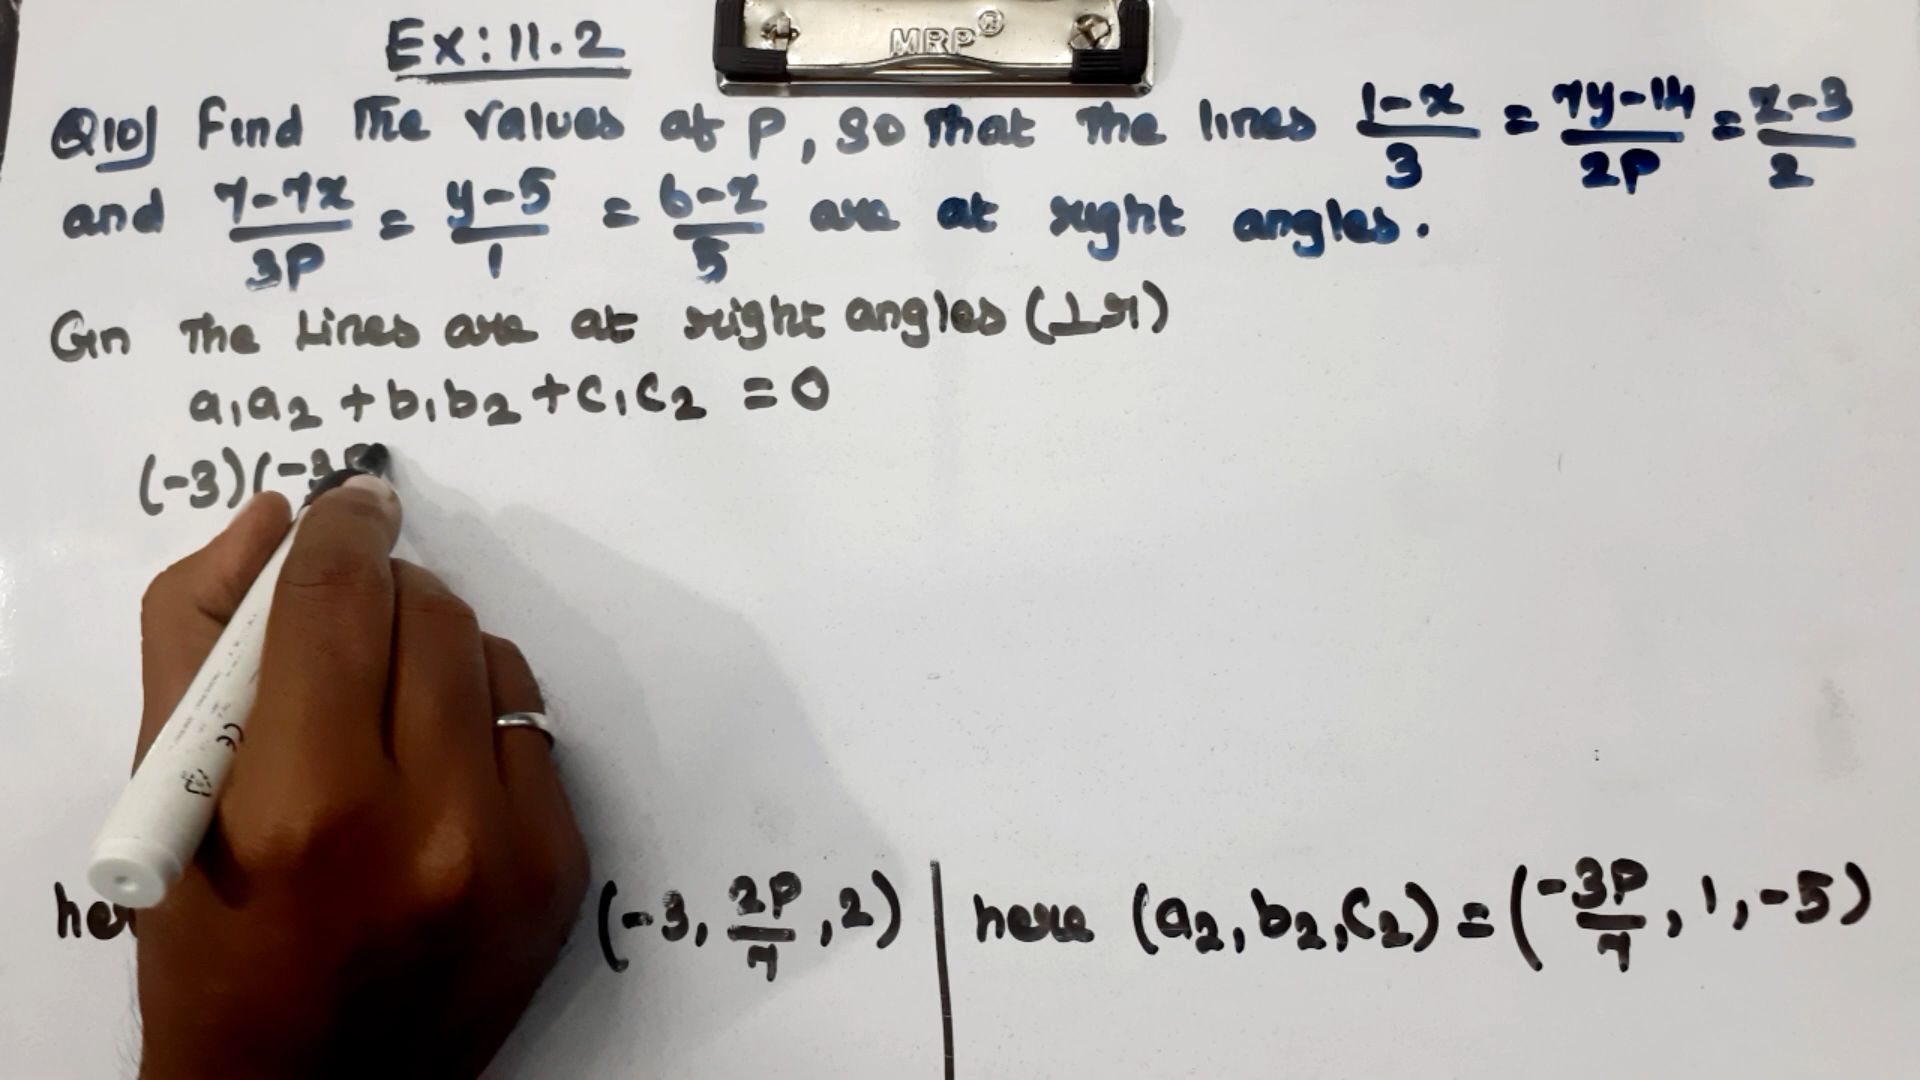 MRP®
Ex: 11.2
Q10) Find The values of P, so that the lines 1-x/3 = 7y-14/2P = z-3/2
and 7-7x/3P = y-5/1 = 6-z/5 are at right angles.
Gn The Lines are at right angles (⊥r)
a₁a₂ + b₁b₂ + c₁c₂ = 0
(-3)(-3P
(-3, 2P/7, 2) | here (a₂, b₂, c₂) = (-3P/7, 1, -5)
CE